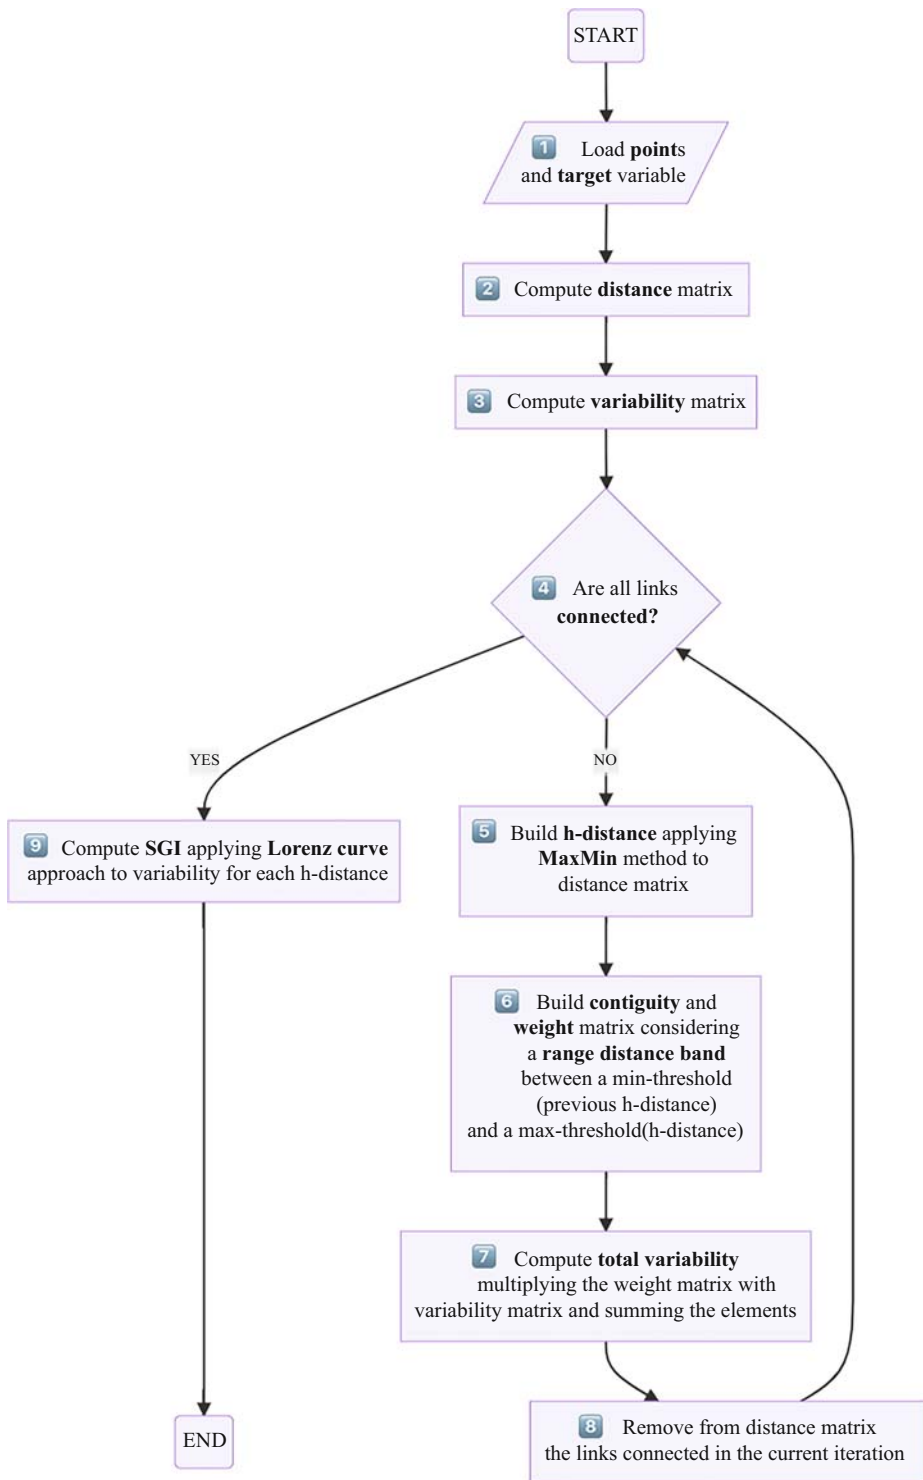 START
1 Load points
and target variable
2 Compute distance matrix
3 Compute variability matrix
4 Are all links
connected?
YES
NO
9 Compute SGI applying Lorenz curve
approach to variability for each h-distance
5 Build h-distance applying
MaxMin method to
distance matrix
6 Build contiguity and
weight matrix considering
a range distance band
between a min-threshold
(previous h-distance)
and a max-threshold(h-distance)
7 Compute total variability
multiplying the weight matrix with
variability matrix and summing the elements
8 Remove from distance matrix
the links connected in the current iteration
END